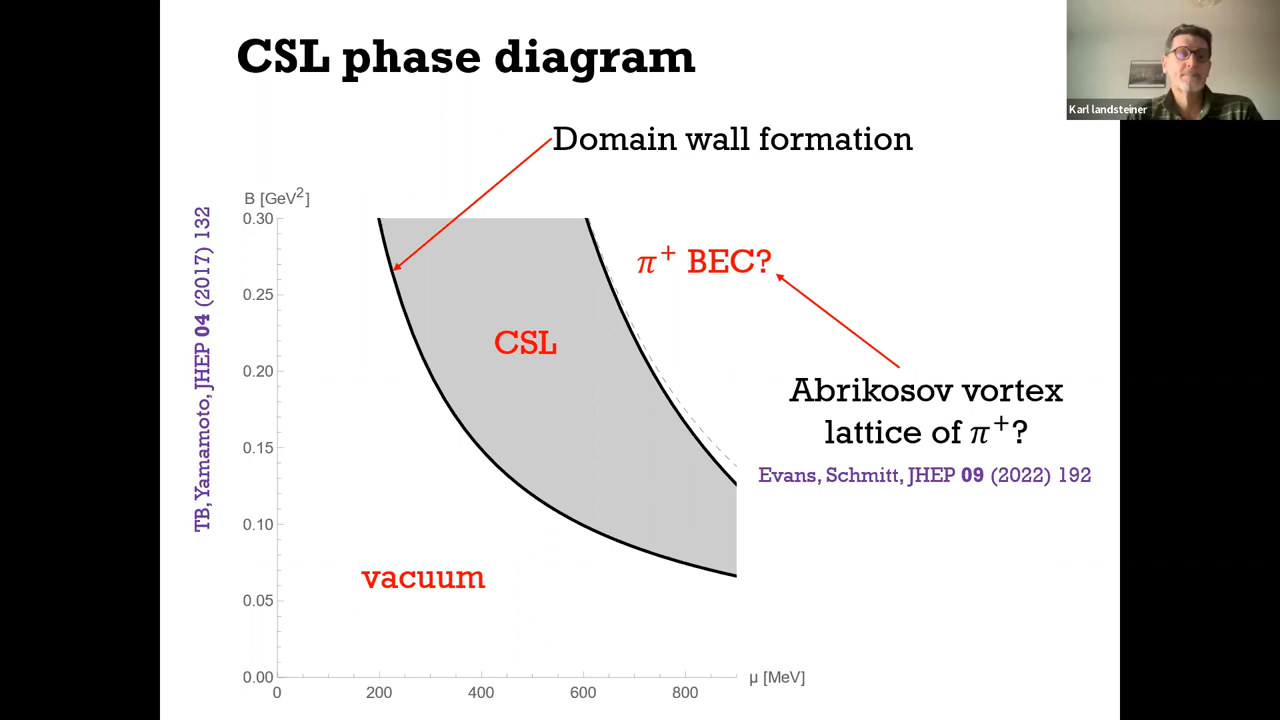 CSL phase diagram
Karl landsteiner
Domain wall formation
TB, Yamamoto, JHEP 04 (2017) 132
B [GeV²]
0.30
0.25
0.20
0.15
0.10
0.05
0.00
π⁺ BEC?
CSL
Abrikosov vortex
lattice of π⁺?
Evans, Schmitt, JHEP 09 (2022) 192
vacuum
0
200
400
600
800
μ [MeV]